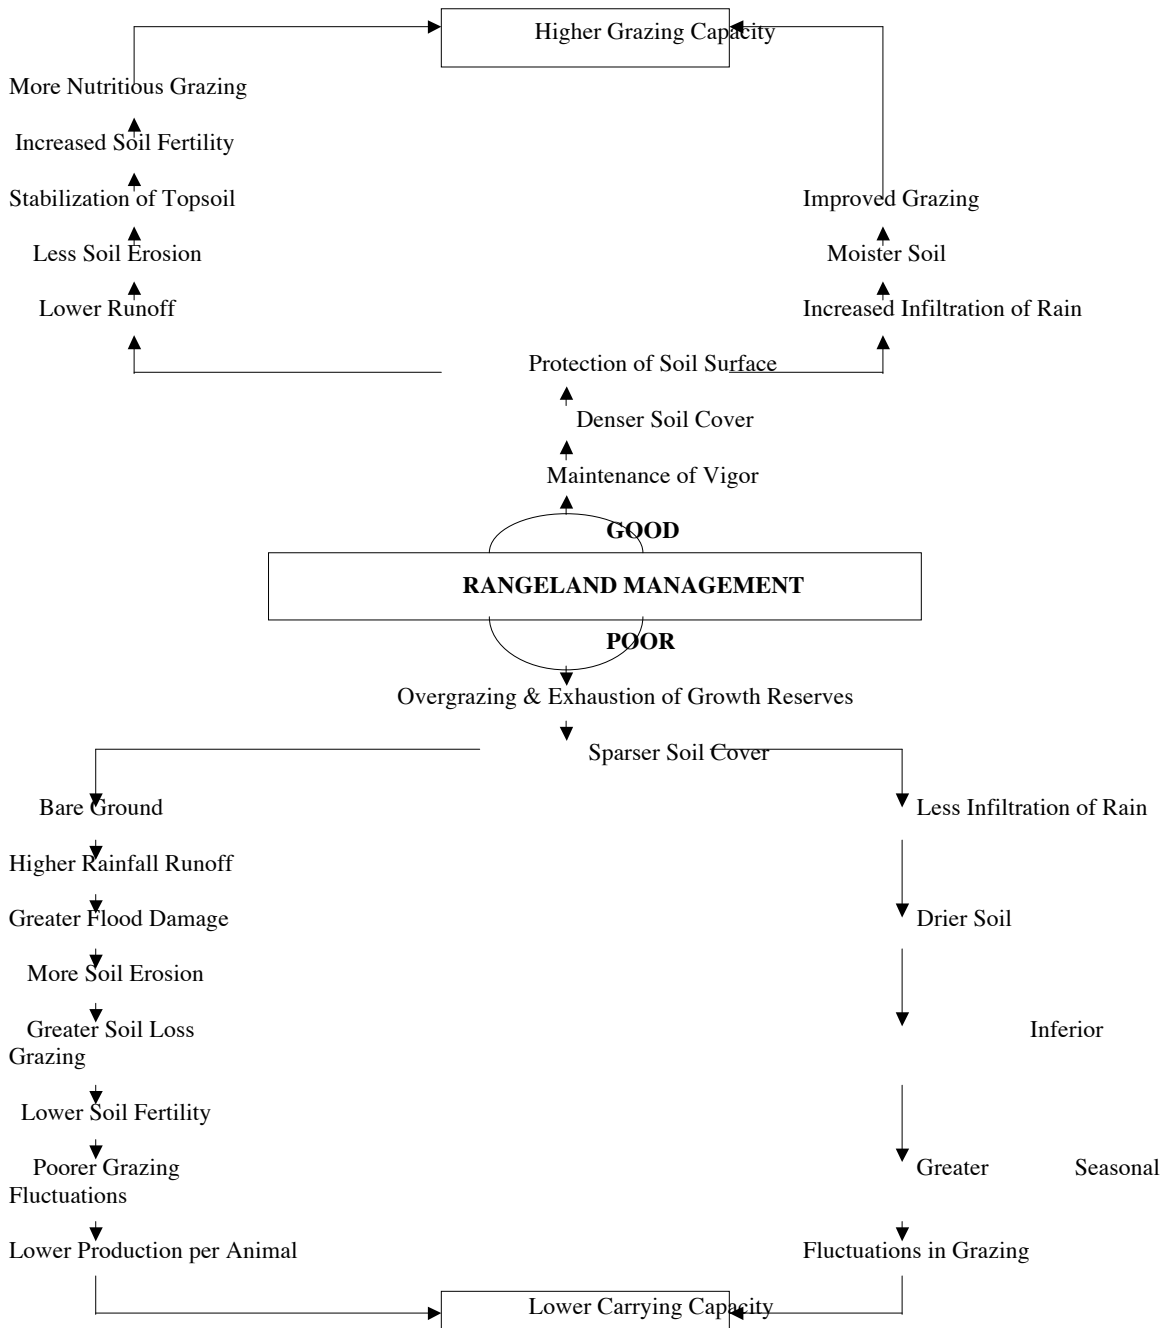 Higher Grazing Capacity
More Nutritious Grazing
Increased Soil Fertility
Stabilization of Topsoil Improved Grazing
Less Soil Erosion Moister Soil
Lower Runoff Increased Infiltration of Rain
Protection of Soil Surface
Denser Soil Cover
Maintenance of Vigor
GOOD
RANGELAND MANAGEMENT
POOR
Overgrazing & Exhaustion of Growth Reserves
Sparser Soil Cover
Bare Ground Less Infiltration of Rain
Higher Rainfall Runoff
Greater Flood Damage Drier Soil
More Soil Erosion
Greater Soil Loss Inferior
Grazing
Lower Soil Fertility
Poorer Grazing Greater Seasonal
Fluctuations
Lower Production per Animal Fluctuations in Grazing
Lower Carrying Capacity